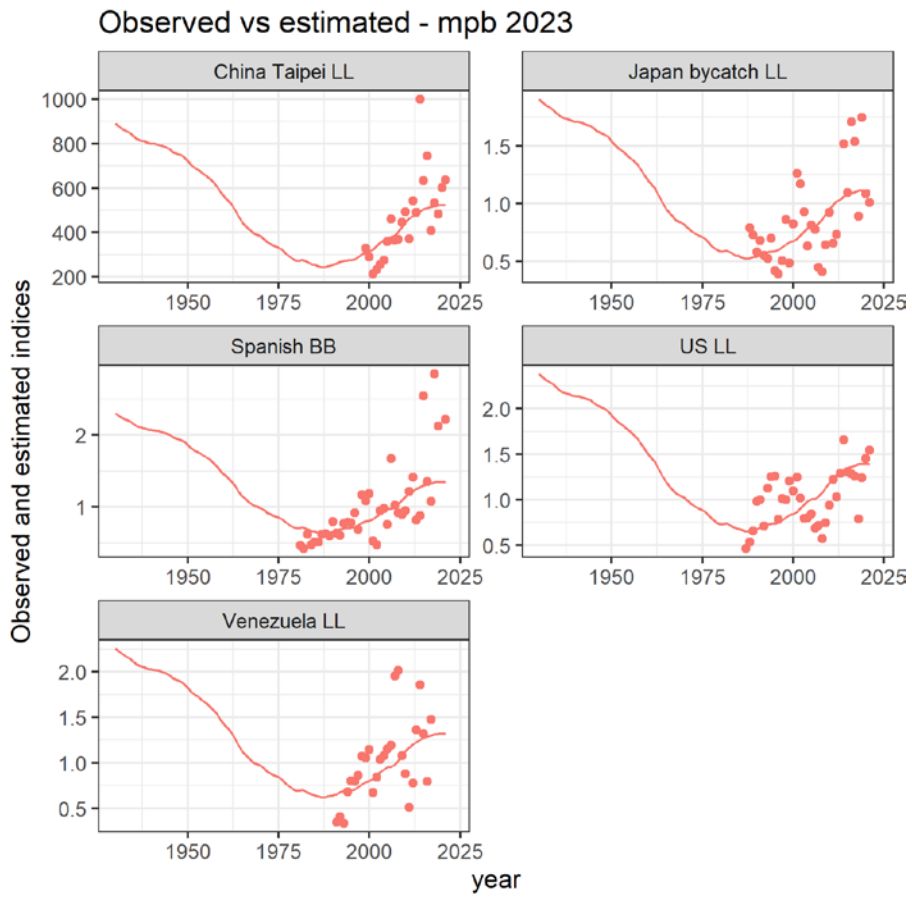 Observed vs estimated - mpb 2023
China Taipei LL
Japan bycatch LL
1000
800
600
400
200
1.5
1.0
0.5
1950 1975 2000 2025
1950 1975 2000 2025
Spanish BB
US LL
2
1
2.0
1.5
1.0
0.5
1950 1975 2000 2025
1950 1975 2000 2025
Venezuela LL
2.0
1.5
1.0
0.5
1950 1975 2000 2025
Observed and estimated indices
year